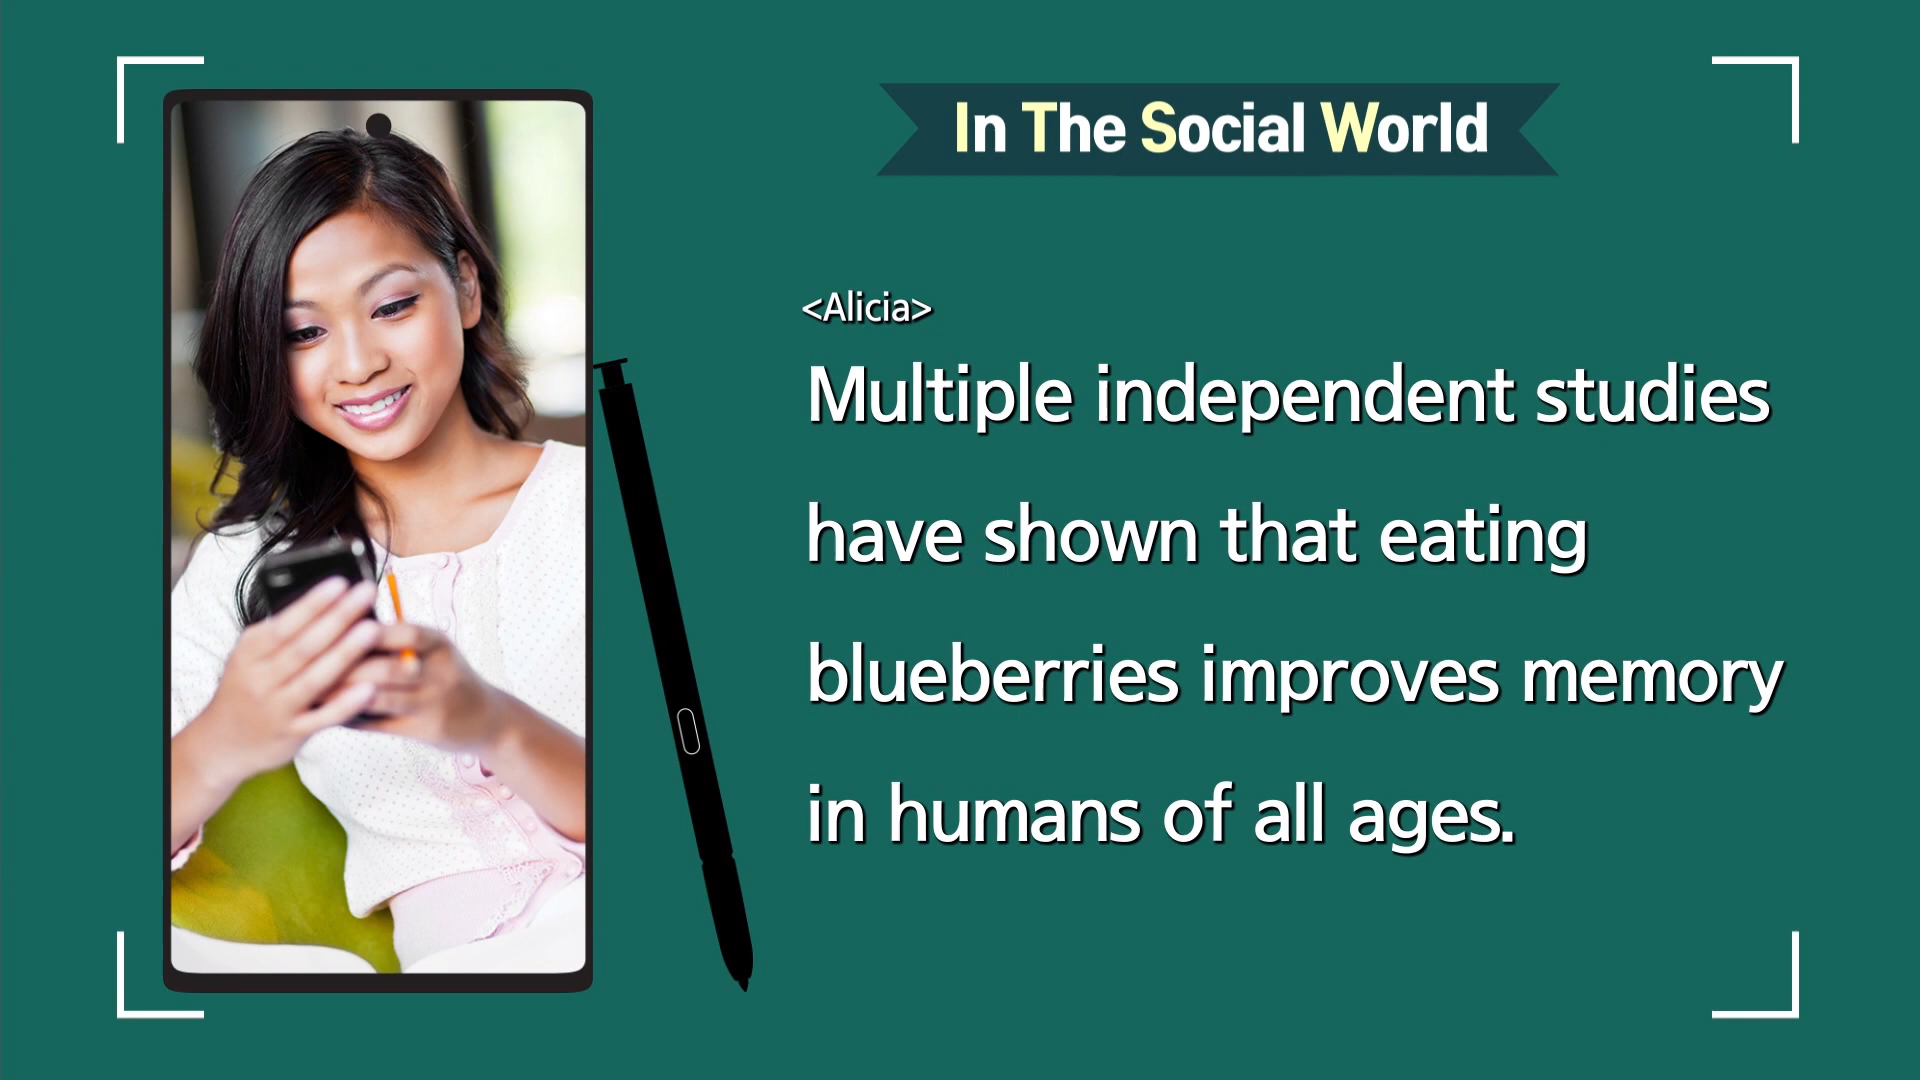 In The Social World
<Alicia>
Multiple independent studies
have shown that eating
blueberries improves memory
in humans of all ages.